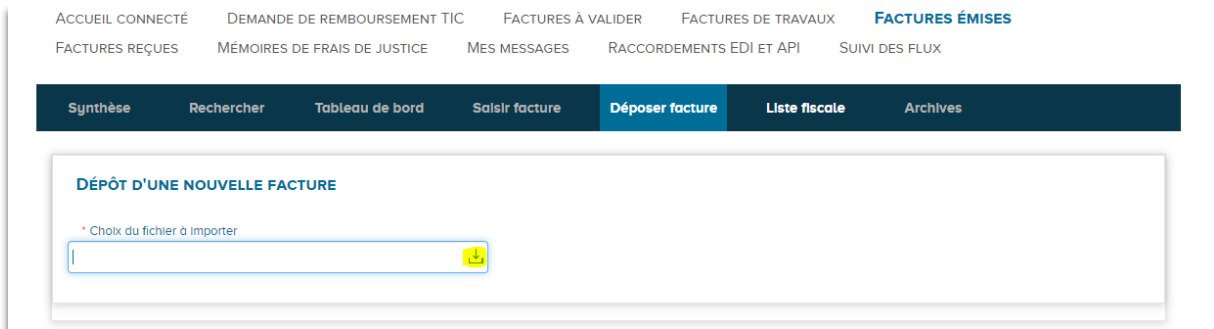 Accueil connecté Demande de remboursement TIC Factures à valider Factures de travaux Factures émises
Factures reçues Mémoires de frais de justice Mes messages Raccordements EDI et API Suivi des flux
Synthèse Rechercher Tableau de bord Saisir facture Déposer facture Liste fiscale Archives
Dépôt d'une nouvelle facture
* Choix du fichier à importer